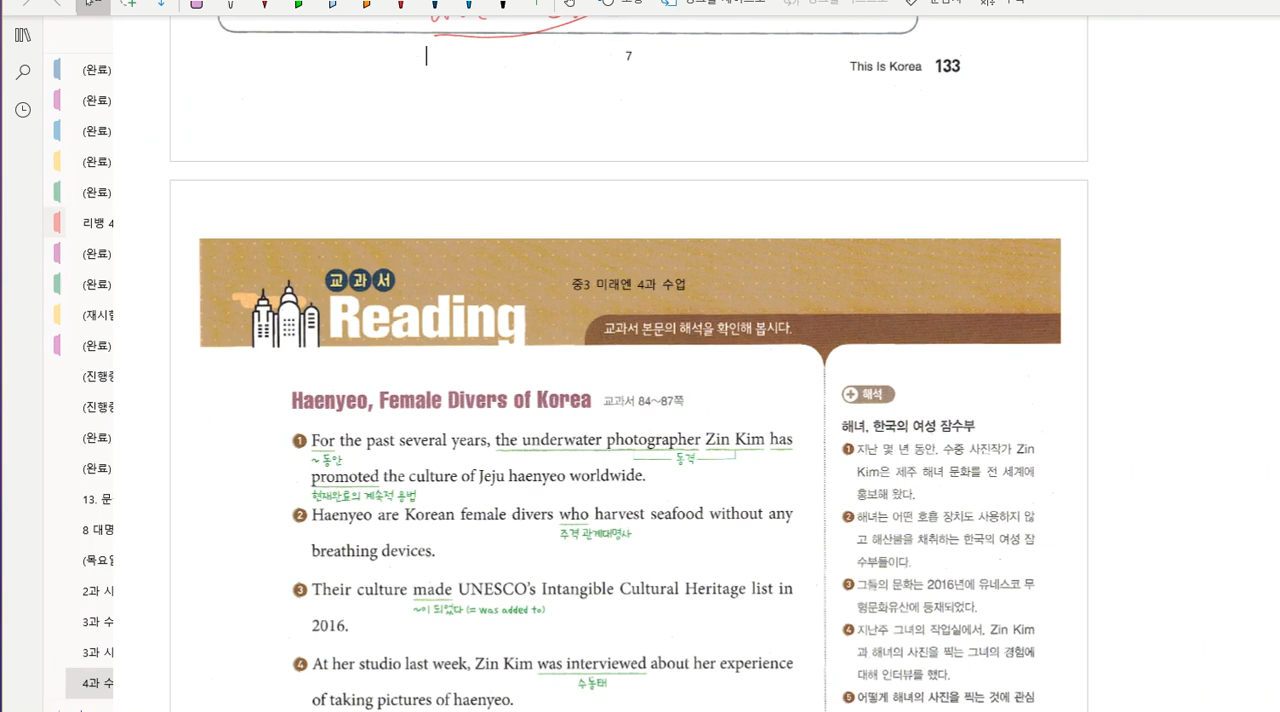 7
This Is Korea 133
(완료)
(완료)
(완료)
(완료)
(완료)
리뱅 4
(완료)
(완료)
(재시험
(완료)
(진행중
(진행중
(완료)
(완료)
13. 문
8 대명
(목요일
2과 시
3과 수
3과 시
4과 수
교과서
Reading
중3 미래엔 4과 수업
교과서 본문의 해석을 확인해 봅시다.
Haenyeo, Female Divers of Korea 교과서 84~87쪽
1 For the past several years, the underwater photographer Zin Kim has
~ 동안 동격
promoted the culture of Jeju haenyeo worldwide.
현재완료의 계속적 용법
2 Haenyeo are Korean female divers who harvest seafood without any
주격 관계대명사
breathing devices.
3 Their culture made UNESCO's Intangible Cultural Heritage list in
~이 되었다 (= was added to)
2016.
4 At her studio last week, Zin Kim was interviewed about her experience
수동태
of taking pictures of haenyeo.
해석
해녀, 한국의 여성 잠수부
1 지난 몇 년 동안, 수중 사진작가 Zin
Kim은 제주 해녀 문화를 전 세계에
홍보해 왔다.
2 해녀는 어떤 호흡 장치도 사용하지 않
고 해산물을 채취하는 한국의 여성 잠
수부들이다.
3 그들의 문화는 2016년에 유네스코 무
형문화유산에 등재되었다.
4 지난주 그녀의 작업실에서, Zin Kim
과 해녀의 사진을 찍는 그녀의 경험에
대해 인터뷰를 했다.
5 어떻게 해녀의 사진을 찍는 것에 관심